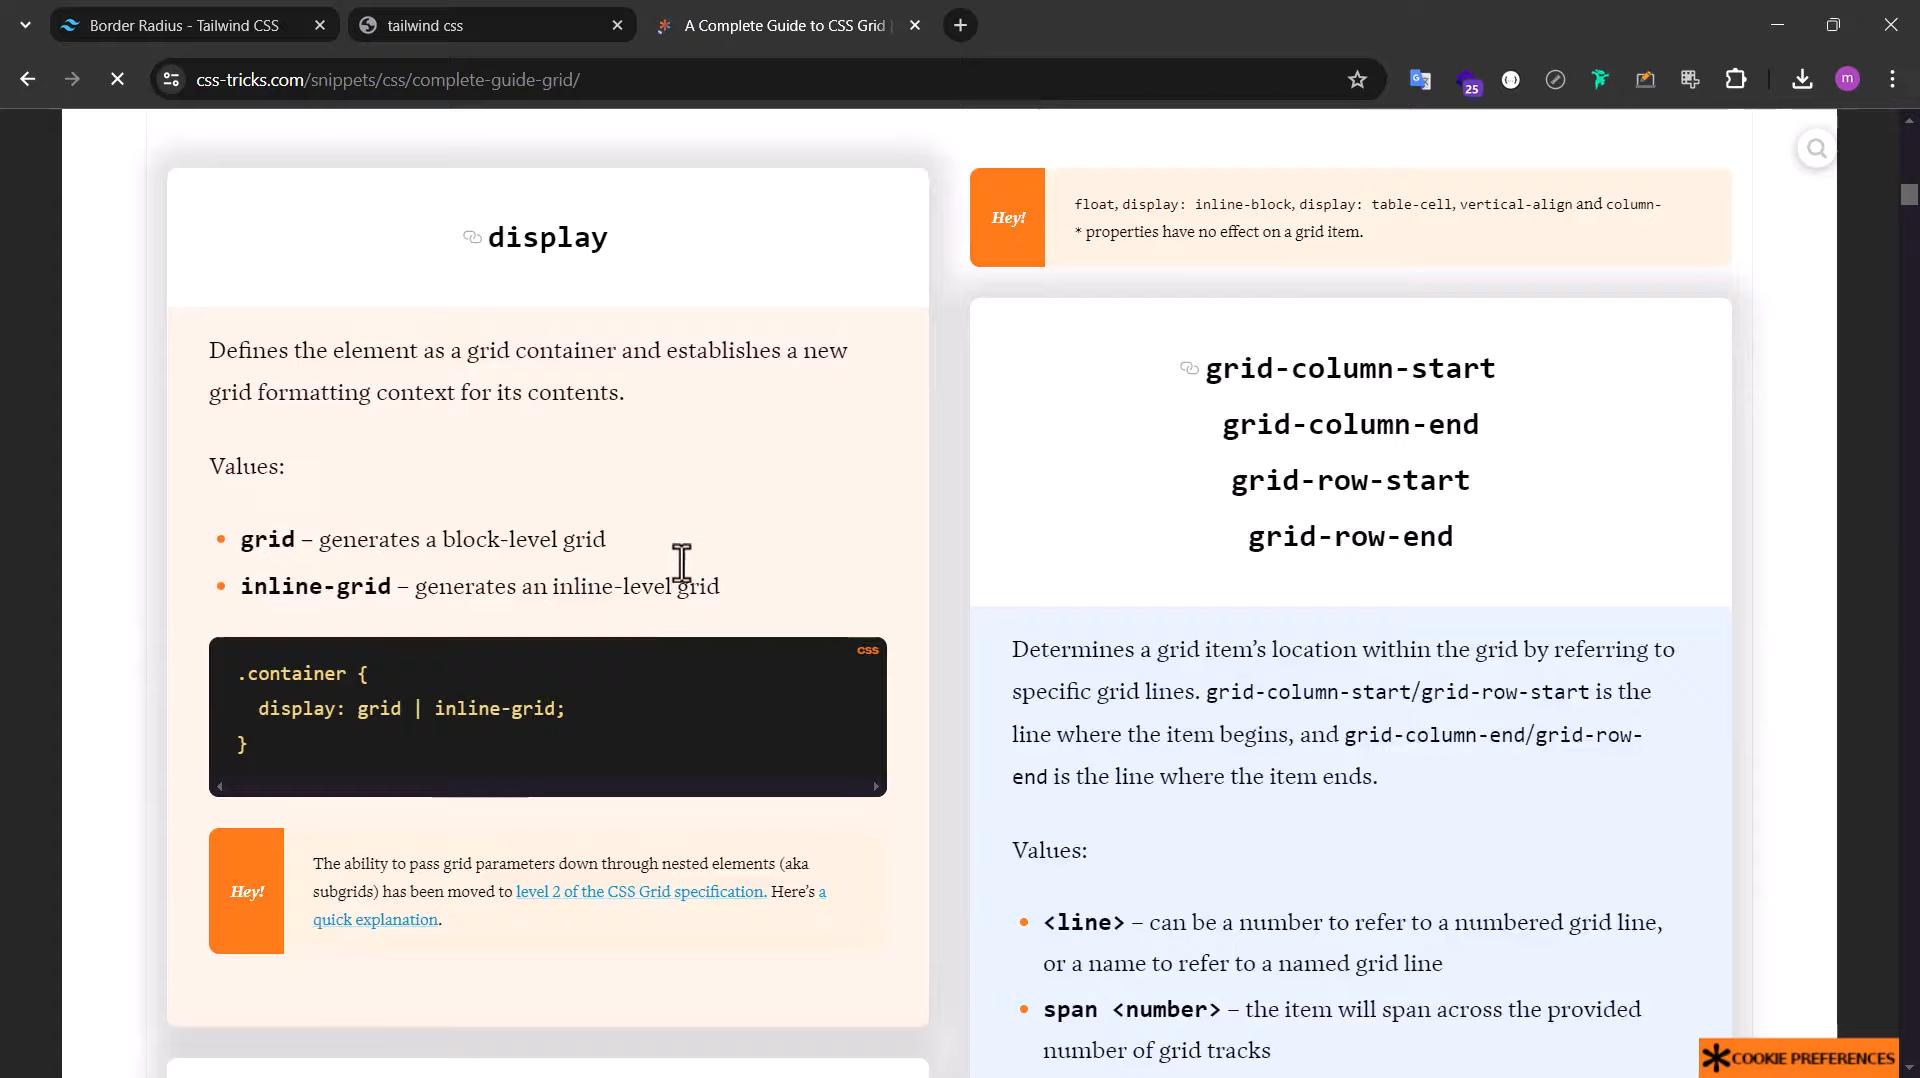 Border Radius - Tailwind CSS
tailwind css
A Complete Guide to CSS Grid
css-tricks.com/snippets/css/complete-guide-grid/
25
m
display
Defines the element as a grid container and establishes a new
grid formatting context for its contents.
Values:
• grid – generates a block-level grid
• inline-grid – generates an inline-level grid
CSS
.container {
display: grid | inline-grid;
}
Hey!
The ability to pass grid parameters down through nested elements (aka
subgrids) has been moved to level 2 of the CSS Grid specification. Here’s a
quick explanation.
Hey!
float, display: inline-block, display: table-cell, vertical-align and column-
* properties have no effect on a grid item.
grid-column-start
grid-column-end
grid-row-start
grid-row-end
Determines a grid item’s location within the grid by referring to
specific grid lines. grid-column-start/grid-row-start is the
line where the item begins, and grid-column-end/grid-row-
end is the line where the item ends.
Values:
• <line> – can be a number to refer to a numbered grid line,
or a name to refer to a named grid line
• span <number> – the item will span across the provided
number of grid tracks
COOKIE PREFERENCES